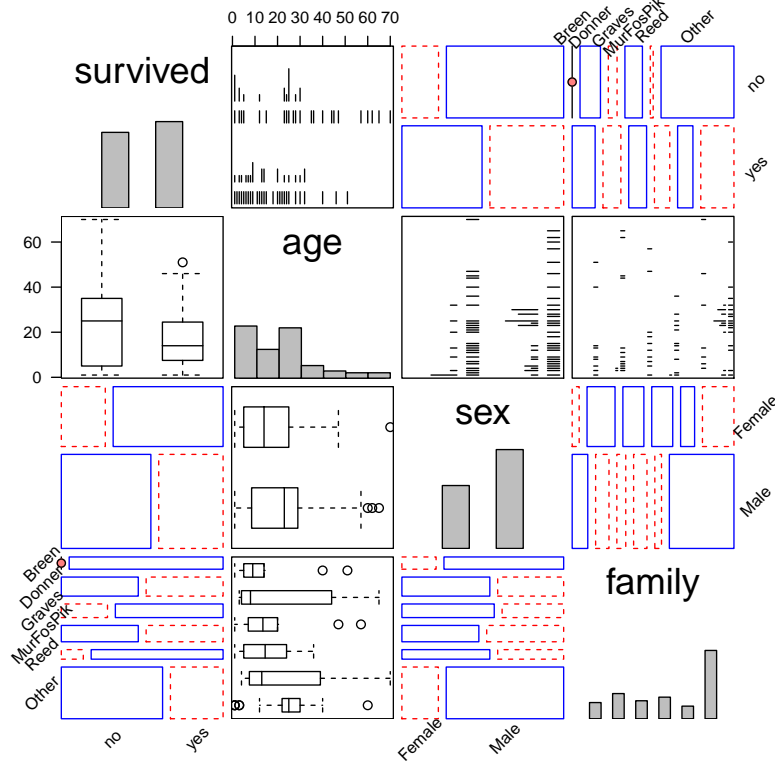 0 10 20 30 40 50 60 70
Breen
Donner
Graves
MurFosPik
Reed
Other
survived
no
yes
age
60
40
20
0
sex
Female
Male
Breen
Donner
Graves
MurFosPik
Reed
Other
family
no
yes
Female
Male